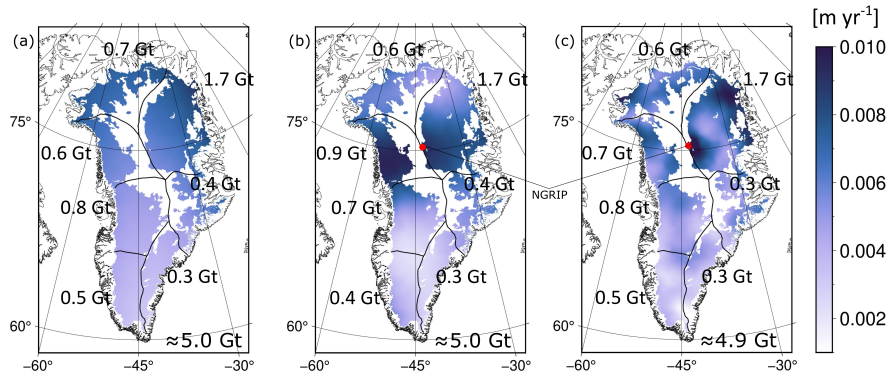 [m yr⁻¹]
(a)
0.7 Gt
1.7 Gt
75°
0.6 Gt
0.4 Gt
0.8 Gt
0.3 Gt
0.5 Gt
60°
≈5.0 Gt
−60°
−45°
−30°
(b)
0.6 Gt
1.7 Gt
0.9 Gt
0.4 Gt
NGRIP
0.7 Gt
0.3 Gt
0.4 Gt
≈5.0 Gt
−60°
−45°
−30°
(c)
0.6 Gt
1.7 Gt
75°
0.7 Gt
0.3 Gt
0.8 Gt
0.3 Gt
0.5 Gt
60°
≈4.9 Gt
−60°
−45°
−30°
0.010
0.008
0.006
0.004
0.002